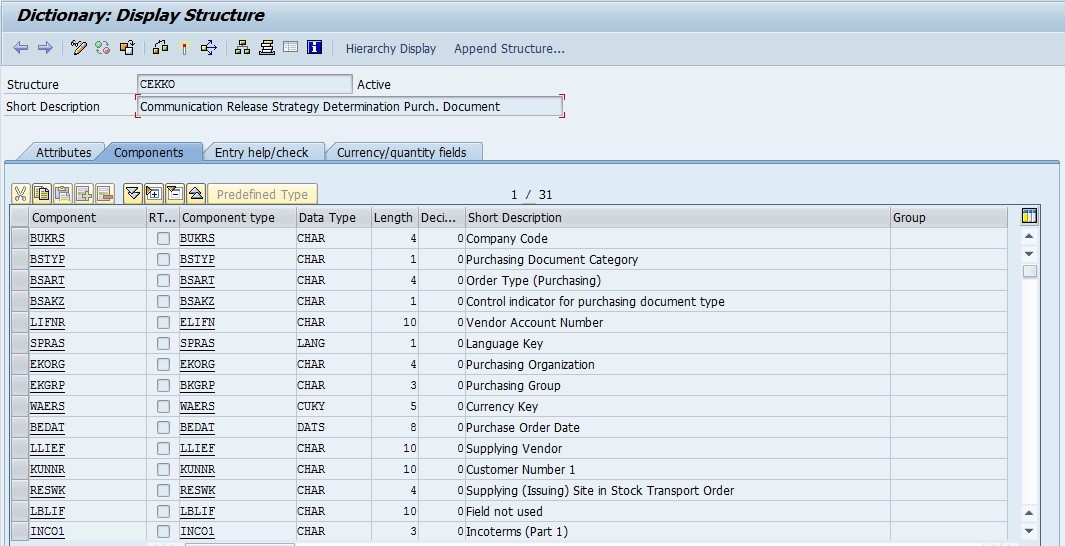 Dictionary: Display Structure
Hierarchy Display Append Structure...
Structure CEKKO Active
Short Description Communication Release Strategy Determination Purch. Document
Attributes Components Entry help/check Currency/quantity fields
Predefined Type 1 / 31
Component RT... Component type Data Type Length Deci... Short Description Group
BUKRS BUKRS CHAR 4 0 Company Code
BSTYP BSTYP CHAR 1 0 Purchasing Document Category
BSART BSART CHAR 4 0 Order Type (Purchasing)
BSAKZ BSAKZ CHAR 1 0 Control indicator for purchasing document type
LIFNR ELIFN CHAR 10 0 Vendor Account Number
SPRAS SPRAS LANG 1 0 Language Key
EKORG EKORG CHAR 4 0 Purchasing Organization
EKGRP BKGRP CHAR 3 0 Purchasing Group
WAERS WAERS CUKY 5 0 Currency Key
BEDAT BEDAT DATS 8 0 Purchase Order Date
LLIEF LLIEF CHAR 10 0 Supplying Vendor
KUNNR KUNNR CHAR 10 0 Customer Number 1
RESWK RESWK CHAR 4 0 Supplying (Issuing) Site in Stock Transport Order
LBLIF LBLIF CHAR 10 0 Field not used
INCO1 INCO1 CHAR 3 0 Incoterms (Part 1)